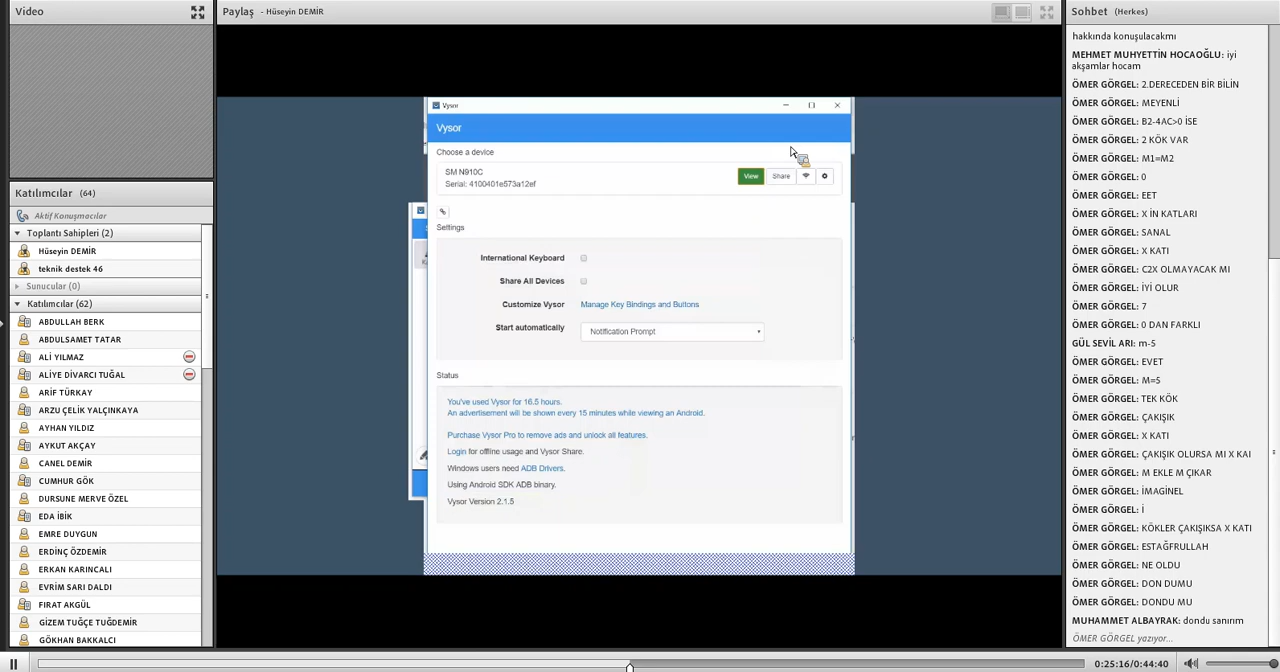 Video
Katılımcılar (64)
Aktif Konuşmacılar
Toplantı Sahipleri (2)
Hüseyin DEMİR
teknik destek 46
Sunucular (0)
Katılımcılar (62)
ABDULLAH BERK
ABDULSAMET TATAR
ALİ YILMAZ
ALİYE DİVARCI TUĞAL
ARİF TÜRKAY
ARZU ÇELİK YALÇINKAYA
AYHAN YILDIZ
AYKUT AKÇAY
CANEL DEMİR
CUMHUR GÖK
DURSUNE MERVE ÖZEL
EDA İBİK
EMRE DUYGUN
ERDİNÇ ÖZDEMİR
ERKAN KARINCALI
EVRİM SARI DALDI
FIRAT AKGÜL
GİZEM TUĞÇE TUĞDEMİR
GÖKHAN BAKKALCI
Paylaş - Hüseyin DEMİR
Vysor
Vysor
Choose a device
SM N910C
Serial: 4100401e573a12ef
View
Share
Settings
International Keyboard
Share All Devices
Customize Vysor Manage Key Bindings and Buttons
Start automatically Notification Prompt
Status
You've used Vysor for 16.5 hours.
An advertisement will be shown every 15 minutes while viewing an Android.
Purchase Vysor Pro to remove ads and unlock all features.
Login for offline usage and Vysor Share.
Windows users need ADB Drivers.
Using Android SDK ADB binary.
Vysor Version 2.1.5
Sohbet (Herkes)
hakkında konuşulacakmı
MEHMET MUHYETTİN HOCAOĞLU: iyi
akşamlar hocam
ÖMER GÖRGEL: 2.DERECEDEN BİR BİLİN
ÖMER GÖRGEL: MEYENLİ
ÖMER GÖRGEL: B2-4AC>0 İSE
ÖMER GÖRGEL: 2 KÖK VAR
ÖMER GÖRGEL: M1=M2
ÖMER GÖRGEL: 0
ÖMER GÖRGEL: EET
ÖMER GÖRGEL: X İN KATLARI
ÖMER GÖRGEL: SANAL
ÖMER GÖRGEL: X KATI
ÖMER GÖRGEL: C2X OLMAYACAK MI
ÖMER GÖRGEL: İYİ OLUR
ÖMER GÖRGEL: 7
ÖMER GÖRGEL: 0 DAN FARKLI
GÜL SEVİL ARI: m-5
ÖMER GÖRGEL: EVET
ÖMER GÖRGEL: M=5
ÖMER GÖRGEL: TEK KÖK
ÖMER GÖRGEL: ÇAKIŞIK
ÖMER GÖRGEL: X KATI
ÖMER GÖRGEL: ÇAKIŞIK OLURSA MI X KAI
ÖMER GÖRGEL: M EKLE M ÇIKAR
ÖMER GÖRGEL: İMAGİNEL
ÖMER GÖRGEL: İ
ÖMER GÖRGEL: KÖKLER ÇAKIŞIKSA X KATI
ÖMER GÖRGEL: ESTAĞFRULLAH
ÖMER GÖRGEL: NE OLDU
ÖMER GÖRGEL: DON DUMU
ÖMER GÖRGEL: DONDU MU
MUHAMMET ALBAYRAK: dondu sanırım
ÖMER GÖRGEL yazıyor...
0:25:16/0:44:40